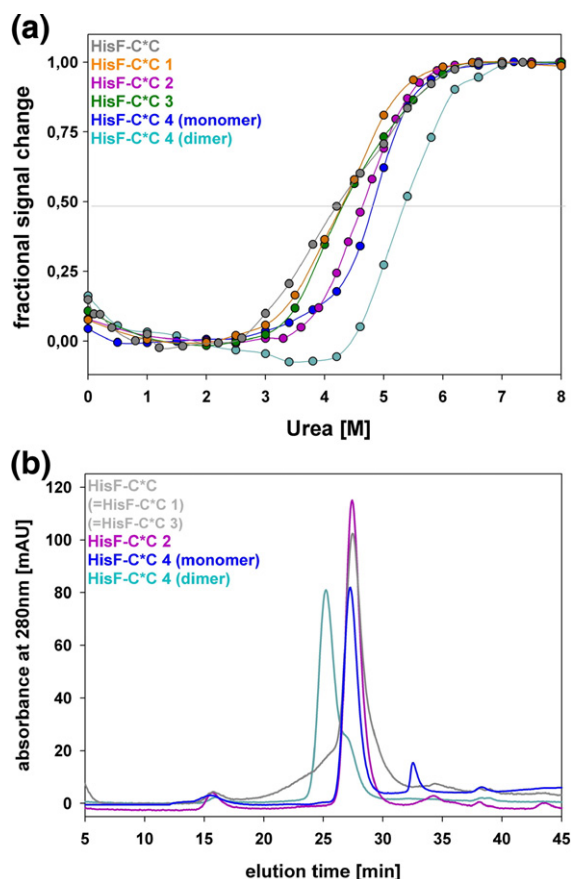 (a)
HisF-C*C
HisF-C*C 1
HisF-C*C 2
HisF-C*C 3
HisF-C*C 4 (monomer)
HisF-C*C 4 (dimer)
1,00
0,75
0,50
0,25
0,00
fractional signal change
0 1 2 3 4 5 6 7 8
Urea [M]
(b)
HisF-C*C
(=HisF-C*C 1)
(=HisF-C*C 3)
HisF-C*C 2
HisF-C*C 4 (monomer)
HisF-C*C 4 (dimer)
120
100
80
60
40
20
0
absorbance at 280nm [mAU]
5 10 15 20 25 30 35 40 45
elution time [min]